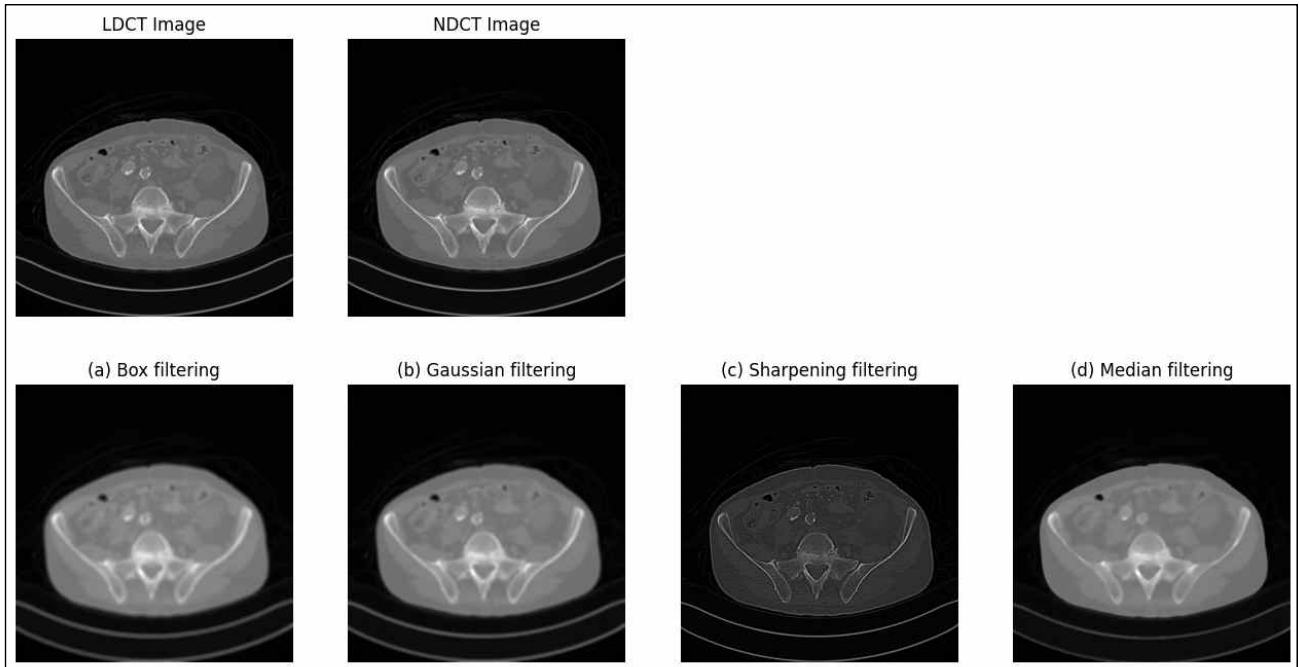 LDCT Image
NDCT Image
(a) Box filtering
(b) Gaussian filtering
(c) Sharpening filtering
(d) Median filtering